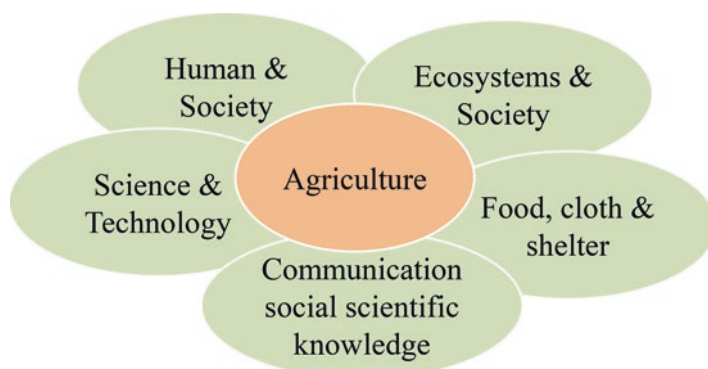 Human &
Society
Ecosystems &
Society
Science &
Technology
Agriculture
Food, cloth &
shelter
Communication
social scientific
knowledge